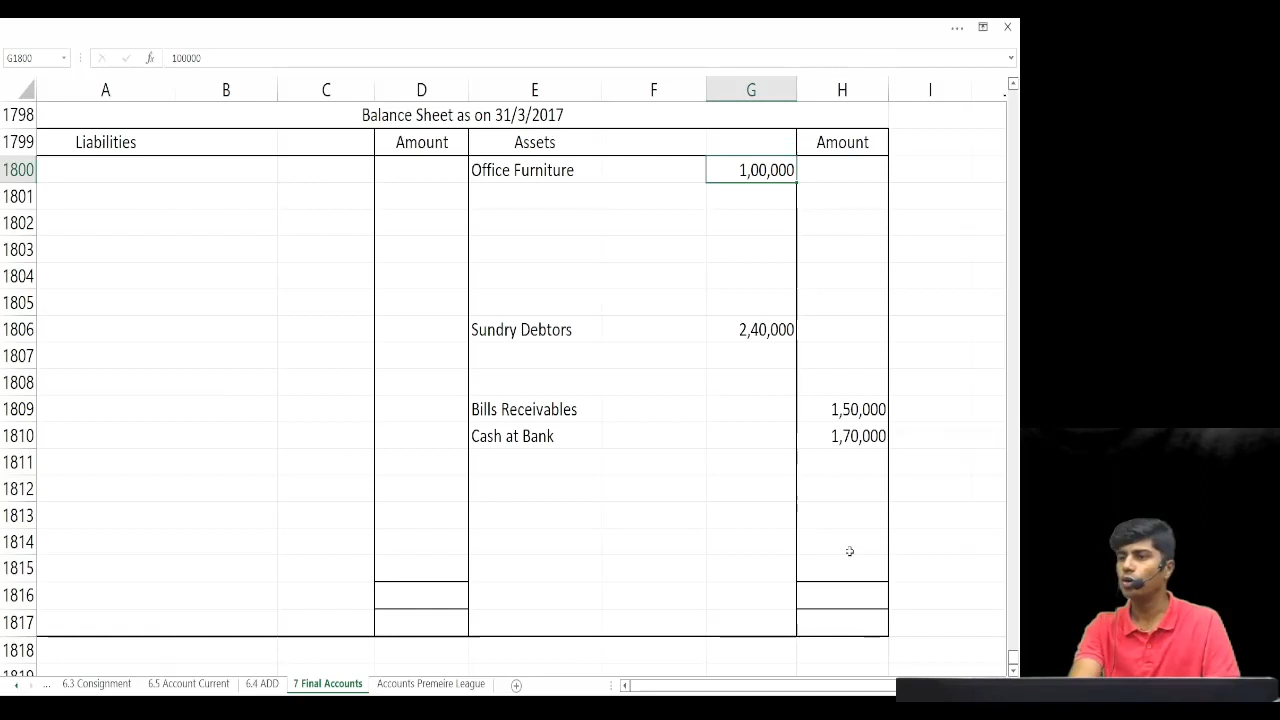 G1800 fx 100000
A B C D E F G H I
1798 Balance Sheet as on 31/3/2017
1799 Liabilities Amount Assets Amount
1800 Office Furniture 1,00,000
1801
1802
1803
1804
1805
1806 Sundry Debtors 2,40,000
1807
1808
1809 Bills Receivables 1,50,000
1810 Cash at Bank 1,70,000
1811
1812
1813
1814
1815
1816
1817
1818
1819
... 6.3 Consignment 6.5 Account Current 6.4 ADD 7 Final Accounts Accounts Premeire League